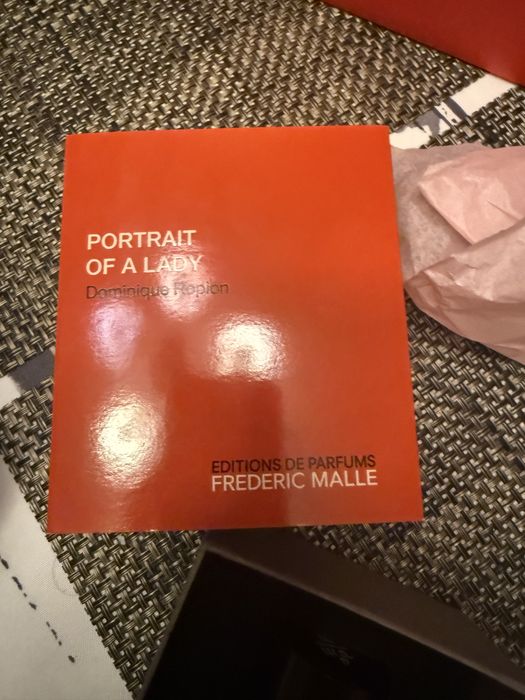 PORTRAIT
OF A LADY
Dominique Ropion
EDITIONS DE PARFUMS
FREDERIC MALLE